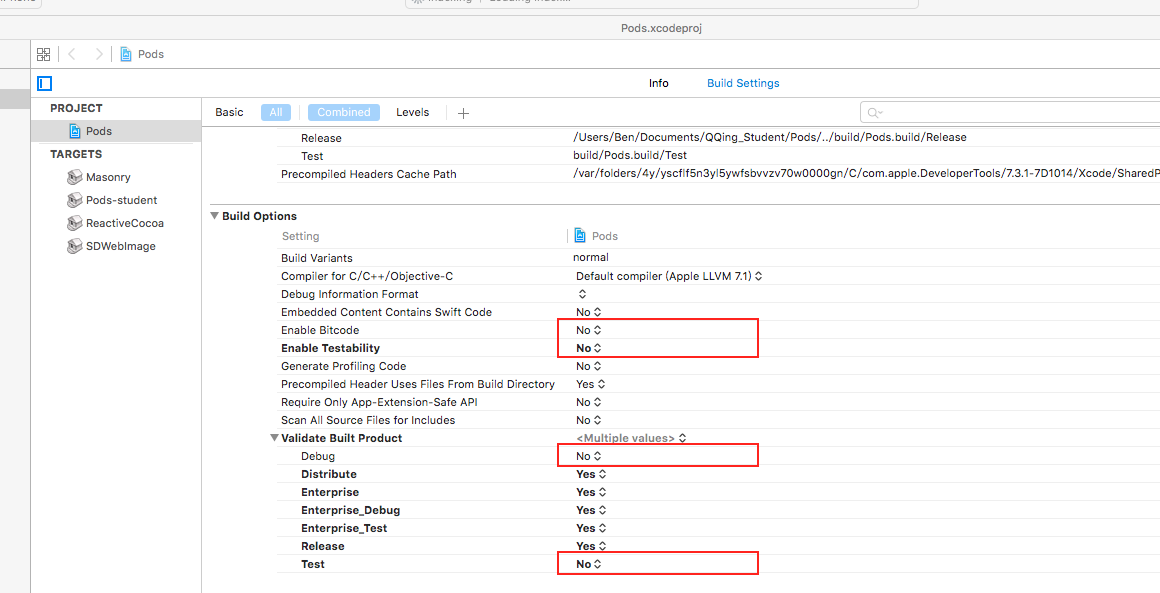 Pods.xcodeproj
Pods
Info Build Settings
PROJECT
Pods
TARGETS
Masonry
Pods-student
ReactiveCocoa
SDWebImage
Basic All Combined Levels
Release /Users/Ben/Documents/QQing_Student/Pods/../build/Pods.build/Release
Test build/Pods.build/Test
Precompiled Headers Cache Path /var/folders/4y/yscflf5n3yl5ywfsbvvzv70w0000gn/C/com.apple.DeveloperTools/7.3.1-7D1014/Xcode/SharedP
Build Options
Setting Pods
Build Variants normal
Compiler for C/C++/Objective-C Default compiler (Apple LLVM 7.1)
Debug Information Format
Embedded Content Contains Swift Code No
Enable Bitcode No
Enable Testability No
Generate Profiling Code No
Precompiled Header Uses Files From Build Directory Yes
Require Only App-Extension-Safe API No
Scan All Source Files for Includes No
Validate Built Product <Multiple values>
Debug No
Distribute Yes
Enterprise Yes
Enterprise_Debug Yes
Enterprise_Test Yes
Release Yes
Test No